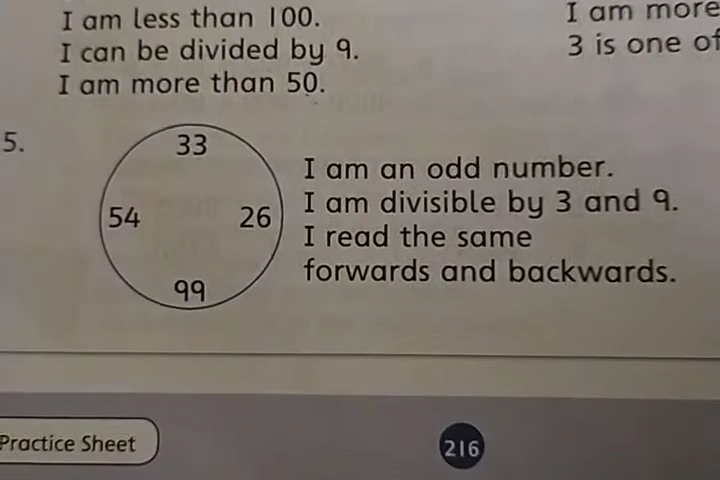 I am less than 100.
I can be divided by 9.
I am more than 50.
I am more
3 is one of
5.
33
54
26
99
I am an odd number.
I am divisible by 3 and 9.
I read the same
forwards and backwards.
Practice Sheet
216